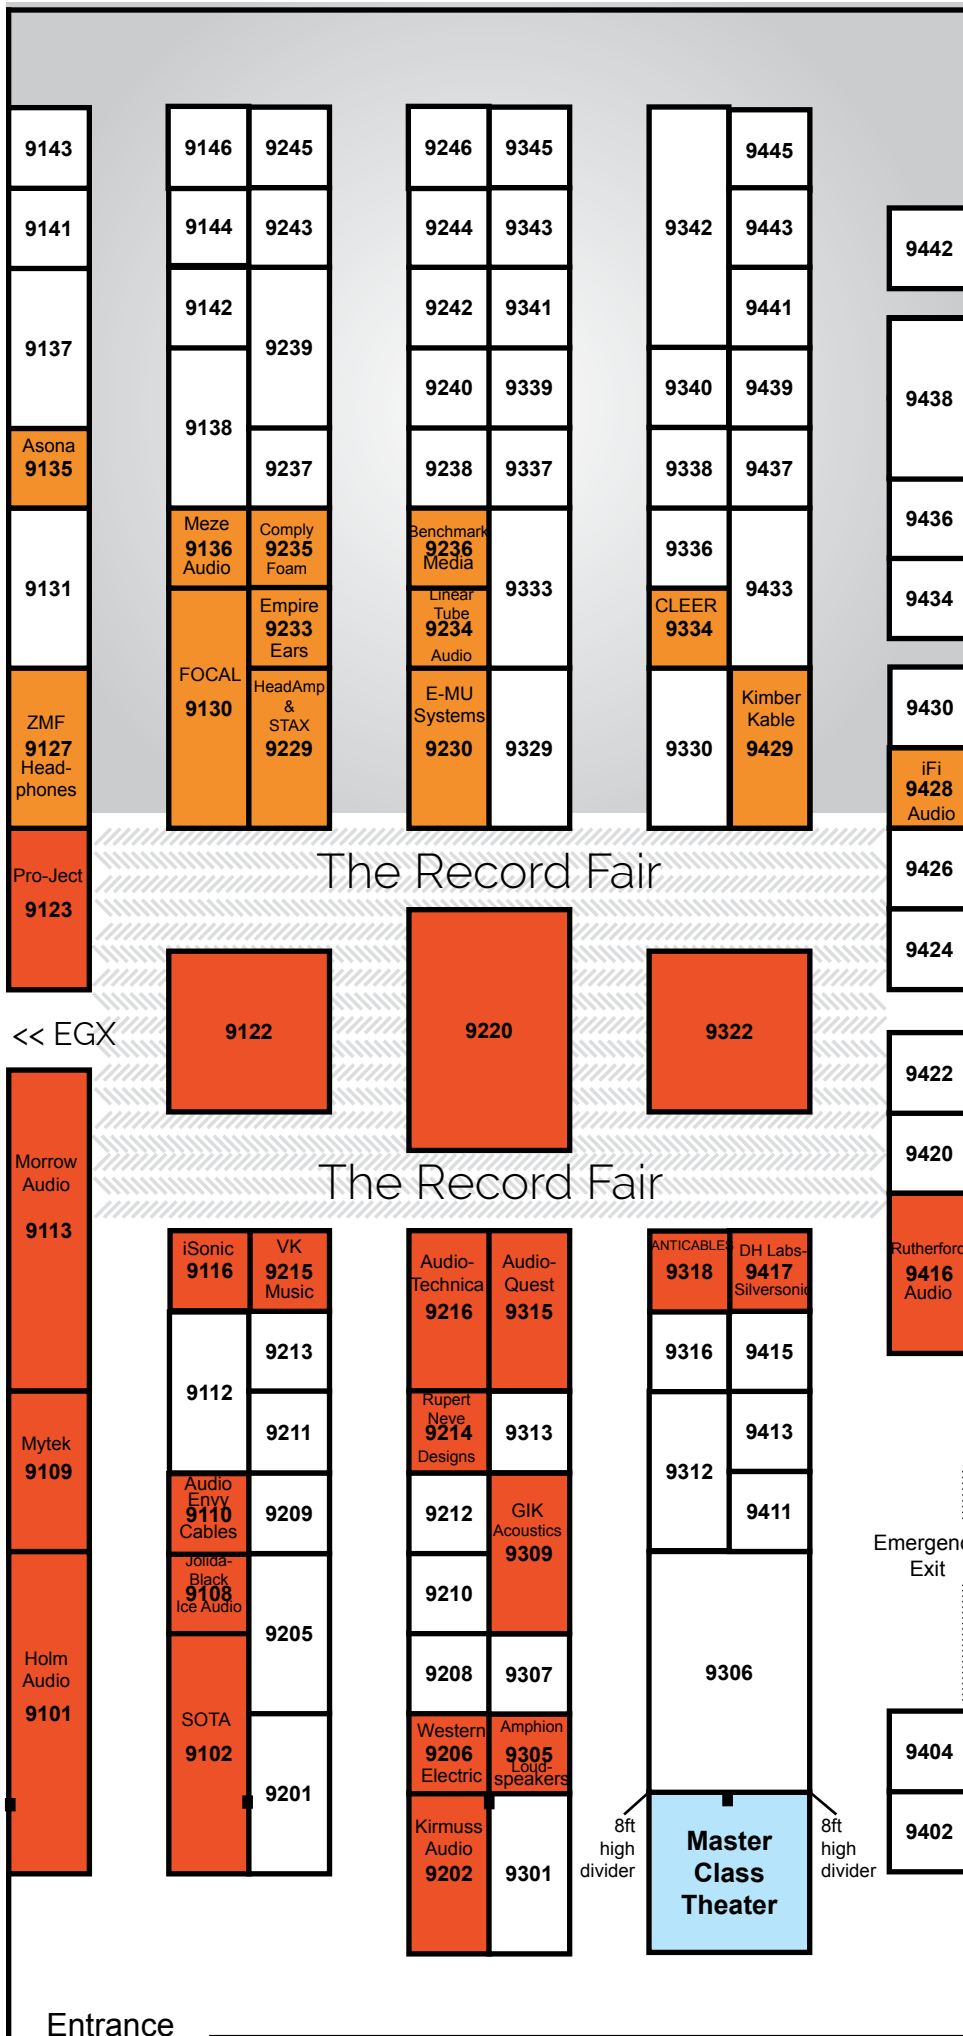 9143
9141
9137
Asona
9135
9131
ZMF
9127
Head-
phones
Pro-Ject
9123
9146
9245
9144
9243
9142
9239
9138
9237
Meze
9136
Audio
Comply
9235
Foam
FOCAL
9130
Empire
9233
Ears
HeadAmp
&
STAX
9229
9246
9345
9244
9343
9242
9341
9240
9339
9238
9337
Benchmark
9236
Media
9333
Linear
Tube
9234
Audio
E-MU
Systems
9230
9329
9342
9445
9443
9441
9340
9439
9338
9437
9336
9433
CLEER
9334
9330
Kimber
Kable
9429
9442
9438
9436
9434
9430
iFi
9428
Audio
9426
9424
The Record Fair
<< EGX
9122
9220
9322
9422
9420
The Record Fair
Morrow
Audio
9113
Mytek
9109
Holm
Audio
9101
iSonic
9116
VK
9215
Music
9213
9112
9211
Audio
Envy
9110
Cables
9209
Jolida-
Black
9108
Ice Audio
9205
SOTA
9102
9201
Audio-
Technica
9216
Audio-
Quest
9315
Rupert
Neve
9214
Designs
9313
9212
GIK
Acoustics
9309
9210
9208
9307
Western
9206
Electric
Amphion
9305
Loud-
speakers
Kirmuss
Audio
9202
9301
ANTICABLES
9318
DH Labs-
9417
Silversonic
9316
9415
9413
9312
9411
9306
8ft
high
divider
Master
Class
Theater
8ft
high
divider
Rutherford
9416
Audio
Emergenc
Exit
9404
9402
Entrance